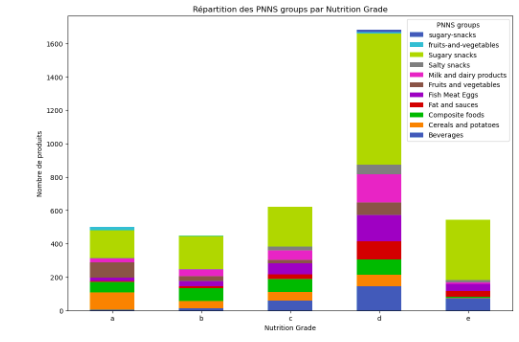 Répartition des PNNS groups par Nutrition Grade
PNNS groups
sugary-snacks
fruits-and-vegetables
Sugary snacks
Salty snacks
Milk and dairy products
Fruits and vegetables
Fish Meat Eggs
Fat and sauces
Composite foods
Cereals and potatoes
Beverages
Nombre de produits
1600
1400
1200
1000
800
600
400
200
0
a b c d e
Nutrition Grade